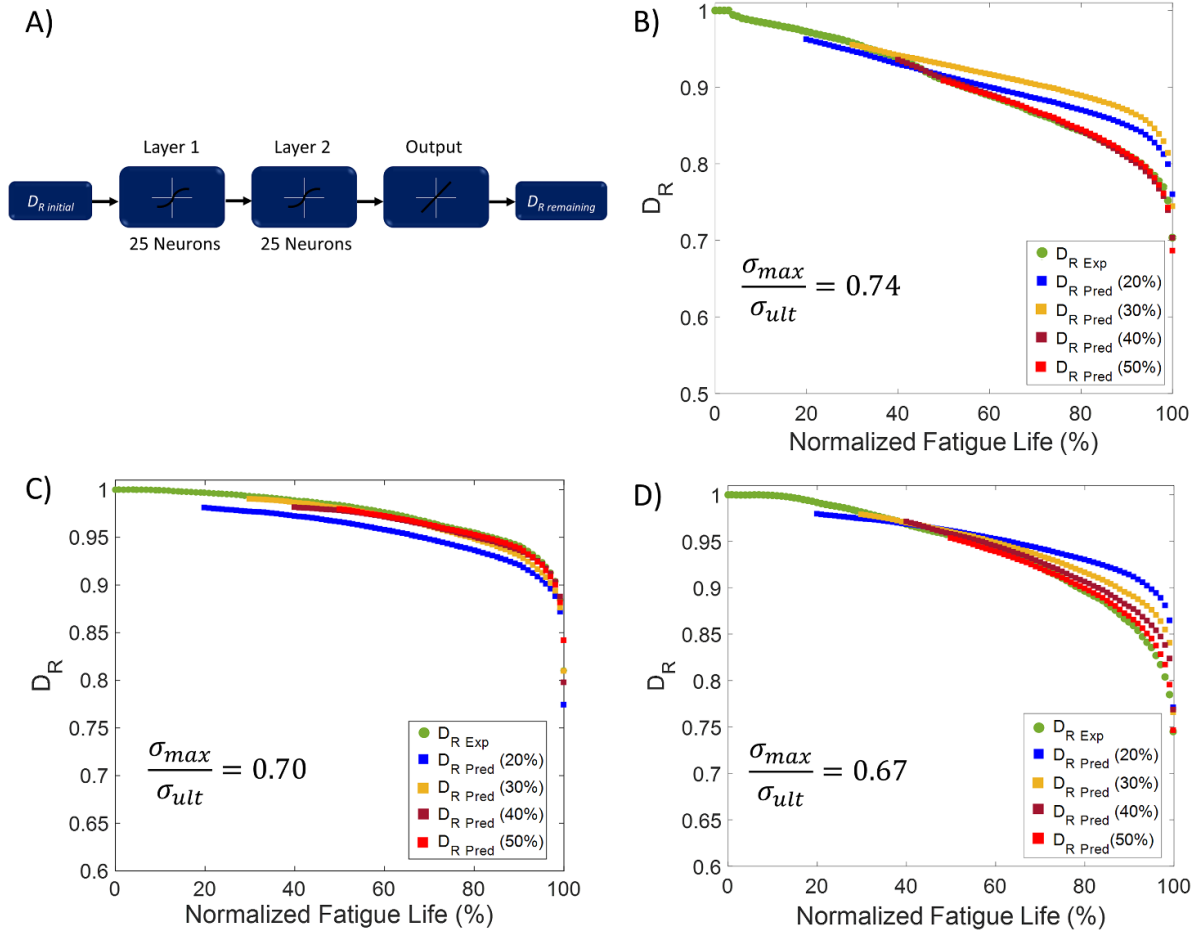 A)
Layer 1
Layer 2
Output
D_R initial
D_R remaining
25 Neurons
25 Neurons
B)
1
0.9
0.8
0.7
0.6
0.5
D_R
0 20 40 60 80 100
Normalized Fatigue Life (%)
σ_max/σ_ult = 0.74
D_R Exp
D_R Pred (20%)
D_R Pred (30%)
D_R Pred (40%)
D_R Pred (50%)
C)
1
0.95
0.9
0.85
0.8
0.75
0.7
0.65
0.6
D_R
0 20 40 60 80 100
Normalized Fatigue Life (%)
σ_max/σ_ult = 0.70
D_R Exp
D_R Pred (20%)
D_R Pred (30%)
D_R Pred (40%)
D_R Pred (50%)
D)
1
0.95
0.9
0.85
0.8
0.75
0.7
0.65
0.6
D_R
0 20 40 60 80 100
Normalized Fatigue Life (%)
σ_max/σ_ult = 0.67
D_R Exp
D_R Pred (20%)
D_R Pred (30%)
D_R Pred (40%)
D_R Pred(50%)